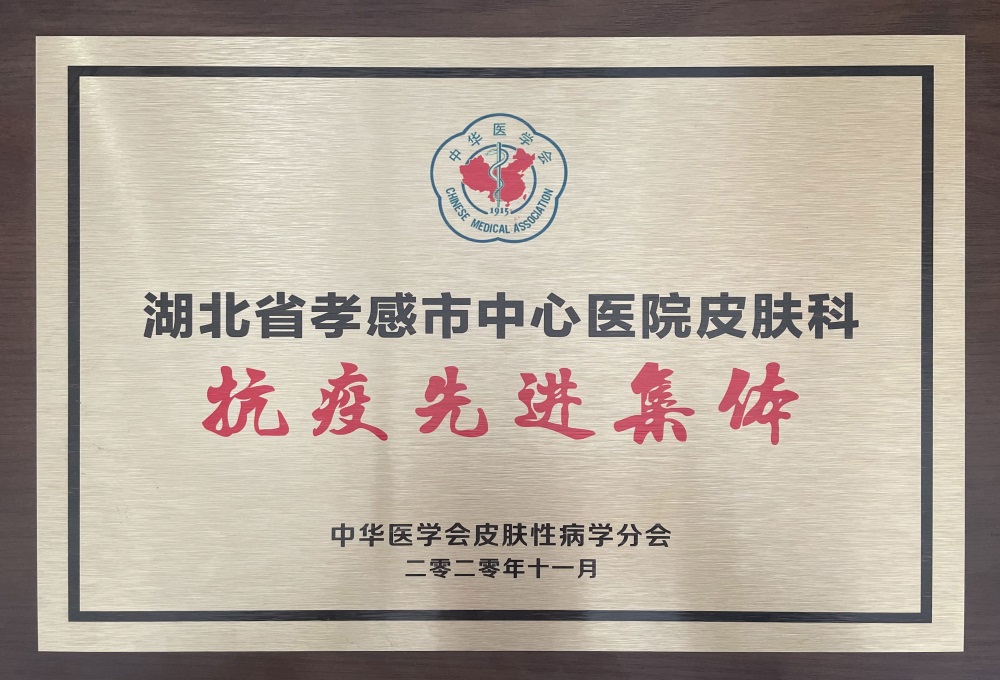 中华医学会
1915
CHINESE MEDICAL ASSOCIATION
湖北省孝感市中心医院皮肤科
抗疫先进集体
中华医学会皮肤性病学分会
二零二零年十一月